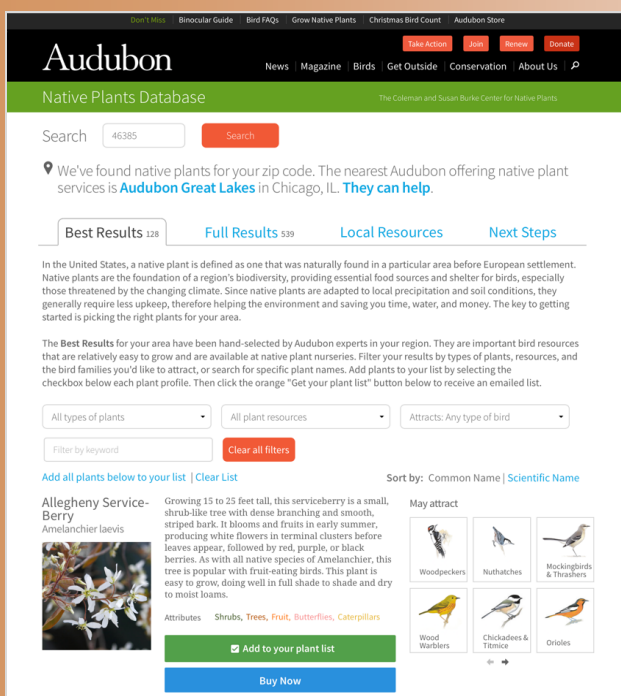 Don't Miss | Binocular Guide | Bird FAQs | Grow Native Plants | Christmas Bird Count | Audubon Store
Take Action Join Renew Donate
Audubon
News | Magazine | Birds | Get Outside | Conservation | About Us |
Native Plants Database
The Coleman and Susan Burke Center for Native Plants
Search 46385 Search
We've found native plants for your zip code. The nearest Audubon offering native plant
services is Audubon Great Lakes in Chicago, IL. They can help.
Best Results 128 Full Results 539 Local Resources Next Steps
In the United States, a native plant is defined as one that was naturally found in a particular area before European settlement.
Native plants are the foundation of a region's biodiversity, providing essential food sources and shelter for birds, especially
those threatened by the changing climate. Since native plants are adapted to local precipitation and soil conditions, they
generally require less upkeep, therefore helping the environment and saving you time, water, and money. The key to getting
started is picking the right plants for your area.
The Best Results for your area have been hand-selected by Audubon experts in your region. They are important bird resources
that are relatively easy to grow and are available at native plant nurseries. Filter your results by types of plants, resources, and
the bird families you'd like to attract, or search for specific plant names. Add plants to your list by selecting the
checkbox below each plant profile. Then click the orange "Get your plant list" button below to receive an emailed list.
All types of plants All plant resources Attracts: Any type of bird
Filter by keyword Clear all filters
Add all plants below to your list | Clear List
Sort by: Common Name | Scientific Name
Allegheny Service-
Berry
Amelanchier laevis
Growing 15 to 25 feet tall, this serviceberry is a small,
shrub-like tree with dense branching and smooth,
striped bark. It blooms and fruits in early summer,
producing white flowers in terminal clusters before
leaves appear, followed by red, purple, or black
berries. As with all native species of Amelanchier, this
tree is popular with fruit-eating birds. This plant is
easy to grow, doing well in full shade to shade and dry
to moist loams.
Attributes Shrubs, Trees, Fruit, Butterflies, Caterpillars
Add to your plant list
Buy Now
May attract
Woodpeckers
Nuthatches
Mockingbirds
& Thrashers
Wood
Warblers
Chickadees &
Titmice
Orioles